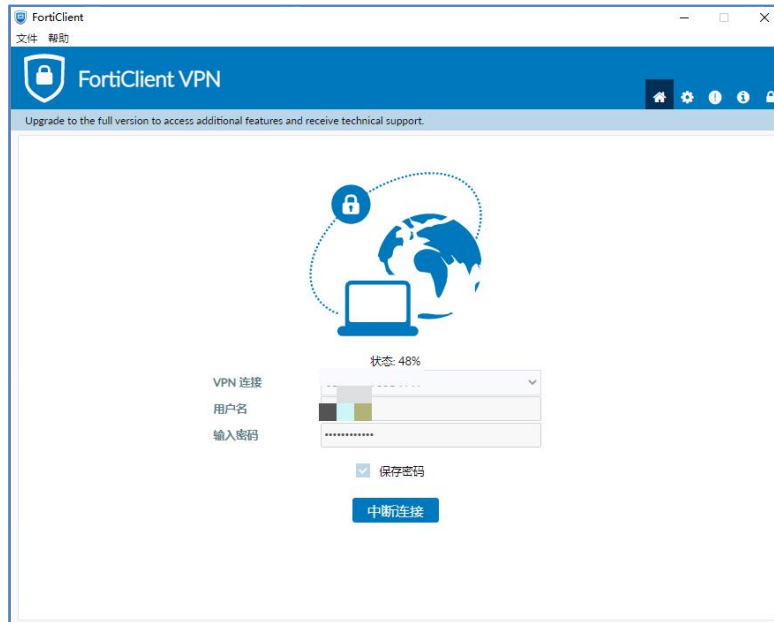 FortiClient
文件 帮助
FortiClient VPN
Upgrade to the full version to access additional features and receive technical support.
状态: 48%
VPN 连接
用户名
输入密码 ••••••••••••
保存密码
中断连接